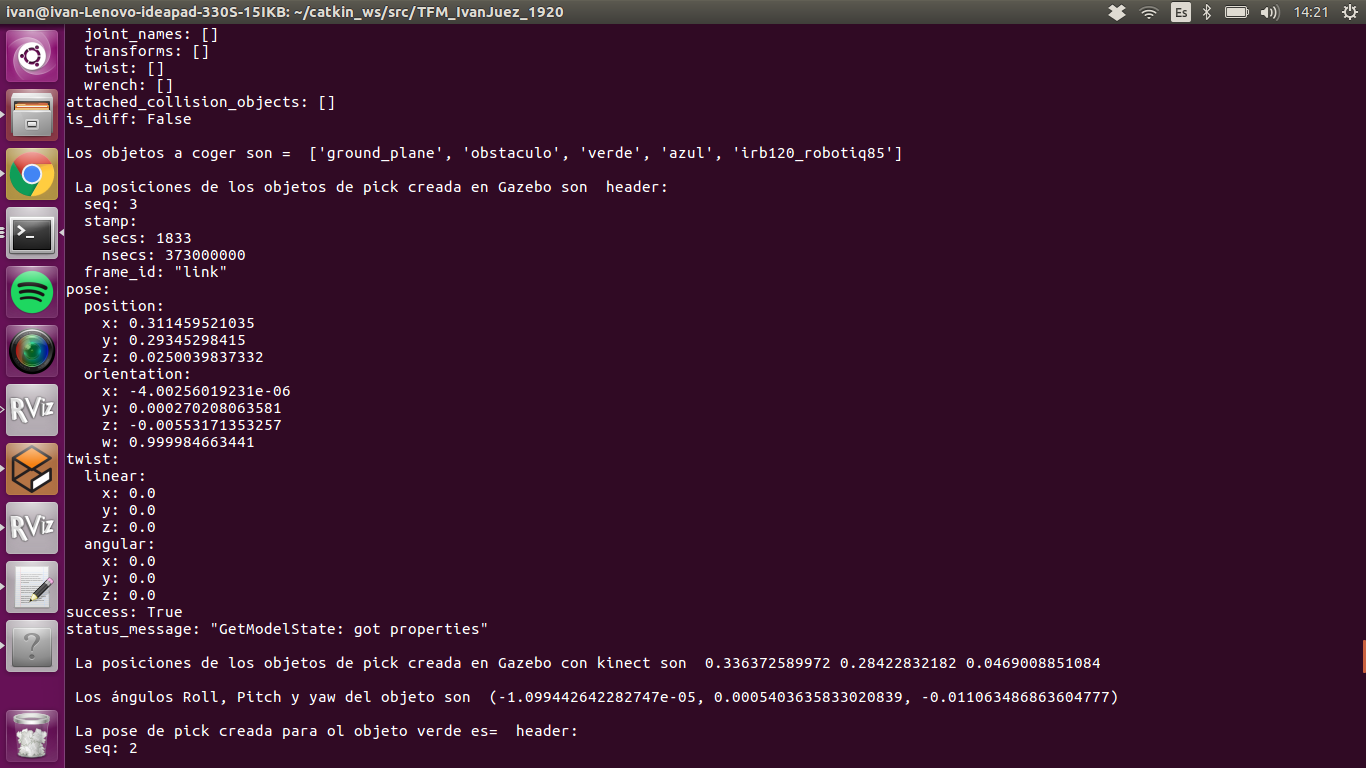 ivan@ivan-Lenovo-ideapad-330S-15IKB: ~/catkin_ws/src/TFM_IvanJuez_1920
Es
14:21
joint_names: []
transforms: []
twist: []
wrench: []
attached_collision_objects: []
is_diff: False
Los objetos a coger son =  ['ground_plane', 'obstaculo', 'verde', 'azul', 'irb120_robotiq85']
La posiciones de los objetos de pick creada en Gazebo son  header:
seq: 3
stamp:
secs: 1833
nsecs: 373000000
frame_id: "link"
pose:
position:
x: 0.311459521035
y: 0.29345298415
z: 0.0250039837332
orientation:
x: -4.00256019231e-06
y: 0.000270208063581
z: -0.00553171353257
w: 0.999984663441
twist:
linear:
x: 0.0
y: 0.0
z: 0.0
angular:
x: 0.0
y: 0.0
z: 0.0
success: True
status_message: "GetModelState: got properties"
La posiciones de los objetos de pick creada en Gazebo con kinect son  0.336372589972 0.28422832182 0.0469008851084
Los ángulos Roll, Pitch y yaw del objeto son  (-1.099442642282747e-05, 0.0005403635833020839, -0.011063486863604777)
La pose de pick creada para ol objeto verde es=  header:
seq: 2
RViz
RViz